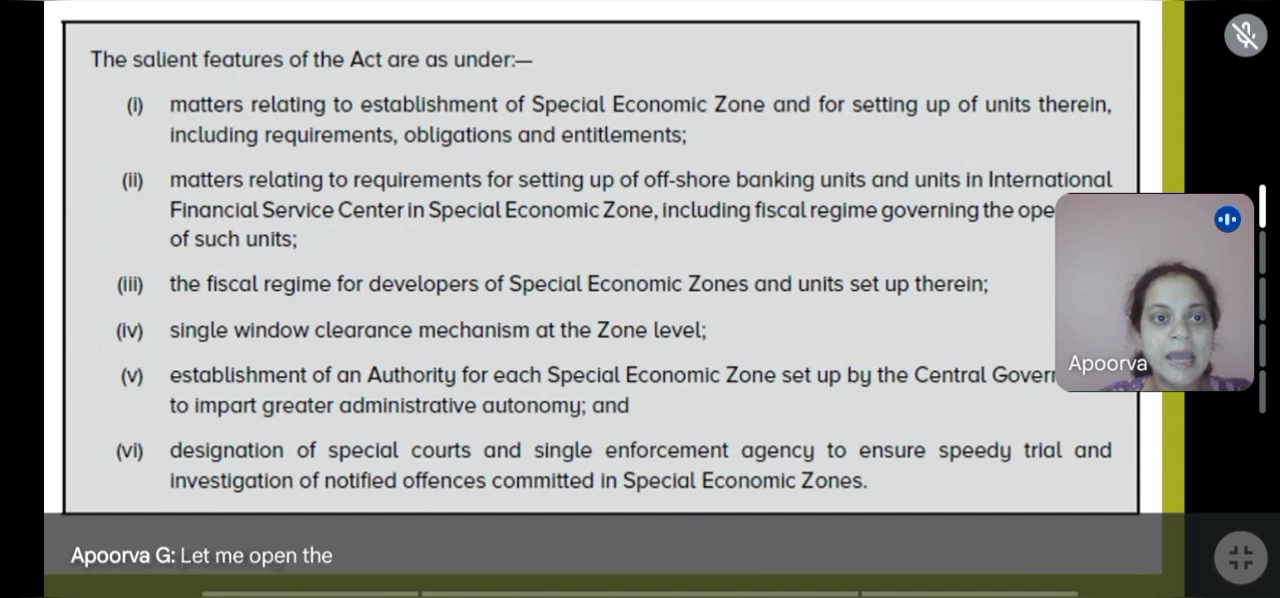 The salient features of the Act are as under:—
(i) matters relating to establishment of Special Economic Zone and for setting up of units therein,
including requirements, obligations and entitlements;
(ii) matters relating to requirements for setting up of off-shore banking units and units in International
Financial Service Center in Special Economic Zone, including fiscal regime governing the ope
of such units;
(iii) the fiscal regime for developers of Special Economic Zones and units set up therein;
(iv) single window clearance mechanism at the Zone level;
(v) establishment of an Authority for each Special Economic Zone set up by the Central Govern
to impart greater administrative autonomy; and
(vi) designation of special courts and single enforcement agency to ensure speedy trial and
investigation of notified offences committed in Special Economic Zones.
Apoorva
Apoorva G: Let me open the